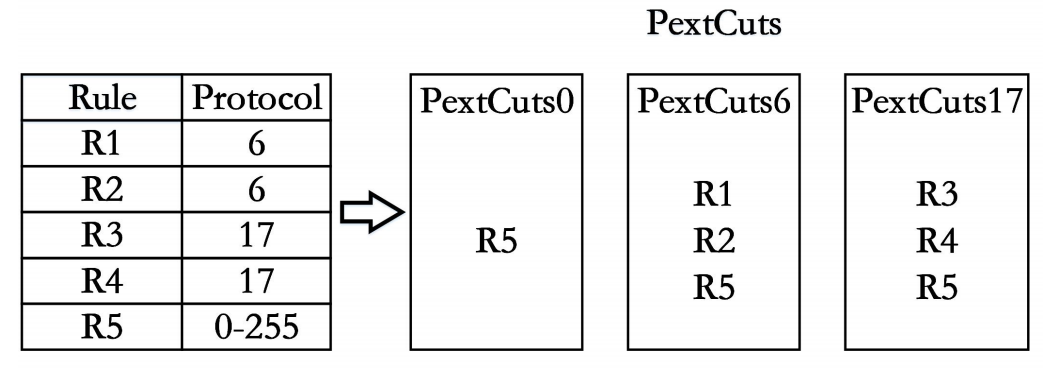 PextCuts
Rule Protocol
R1 6
R2 6
R3 17
R4 17
R5 0-255
PextCuts0
R5
PextCuts6
R1
R2
R5
PextCuts17
R3
R4
R5